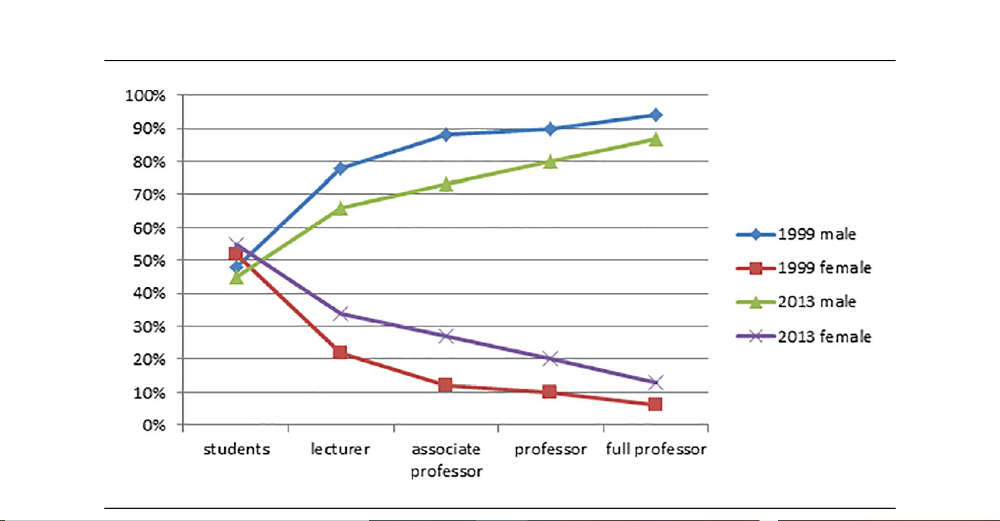 100%
90%
80%
70%
60%
50%
40%
30%
20%
10%
0%
students lecturer associate professor full professor
professor
1999 male
1999 female
2013 male
2013 female